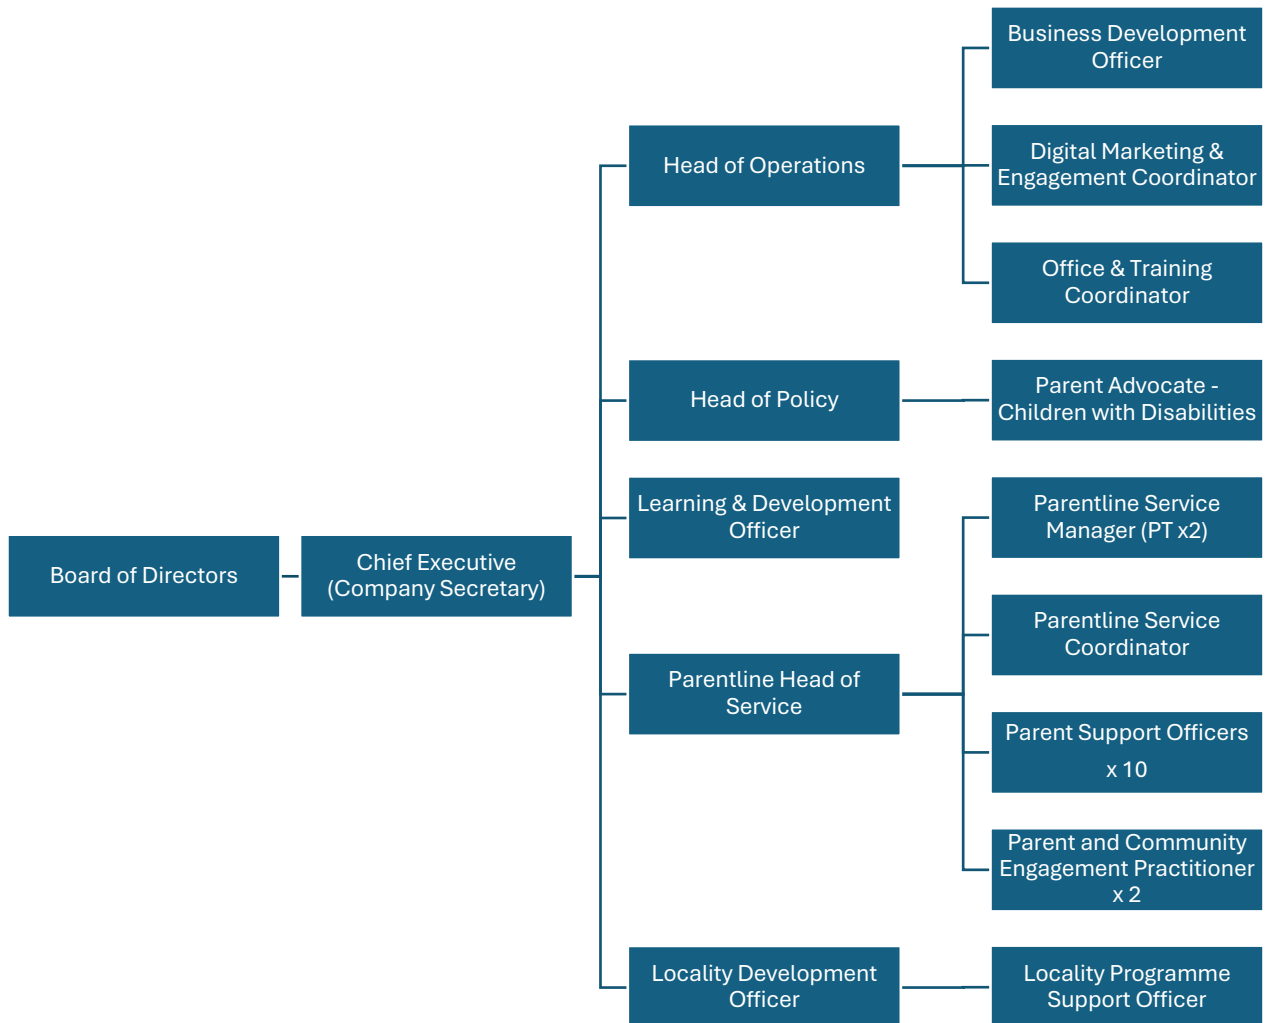 Board of Directors
Chief Executive
(Company Secretary)
Head of Operations
Business Development
Officer
Digital Marketing &
Engagement Coordinator
Office & Training
Coordinator
Head of Policy
Parent Advocate -
Children with Disabilities
Learning & Development
Officer
Parentline Head of
Service
Parentline Service
Manager (PT x2)
Parentline Service
Coordinator
Parent Support Officers
x 10
Parent and Community
Engagement Practitioner
x 2
Locality Development
Officer
Locality Programme
Support Officer